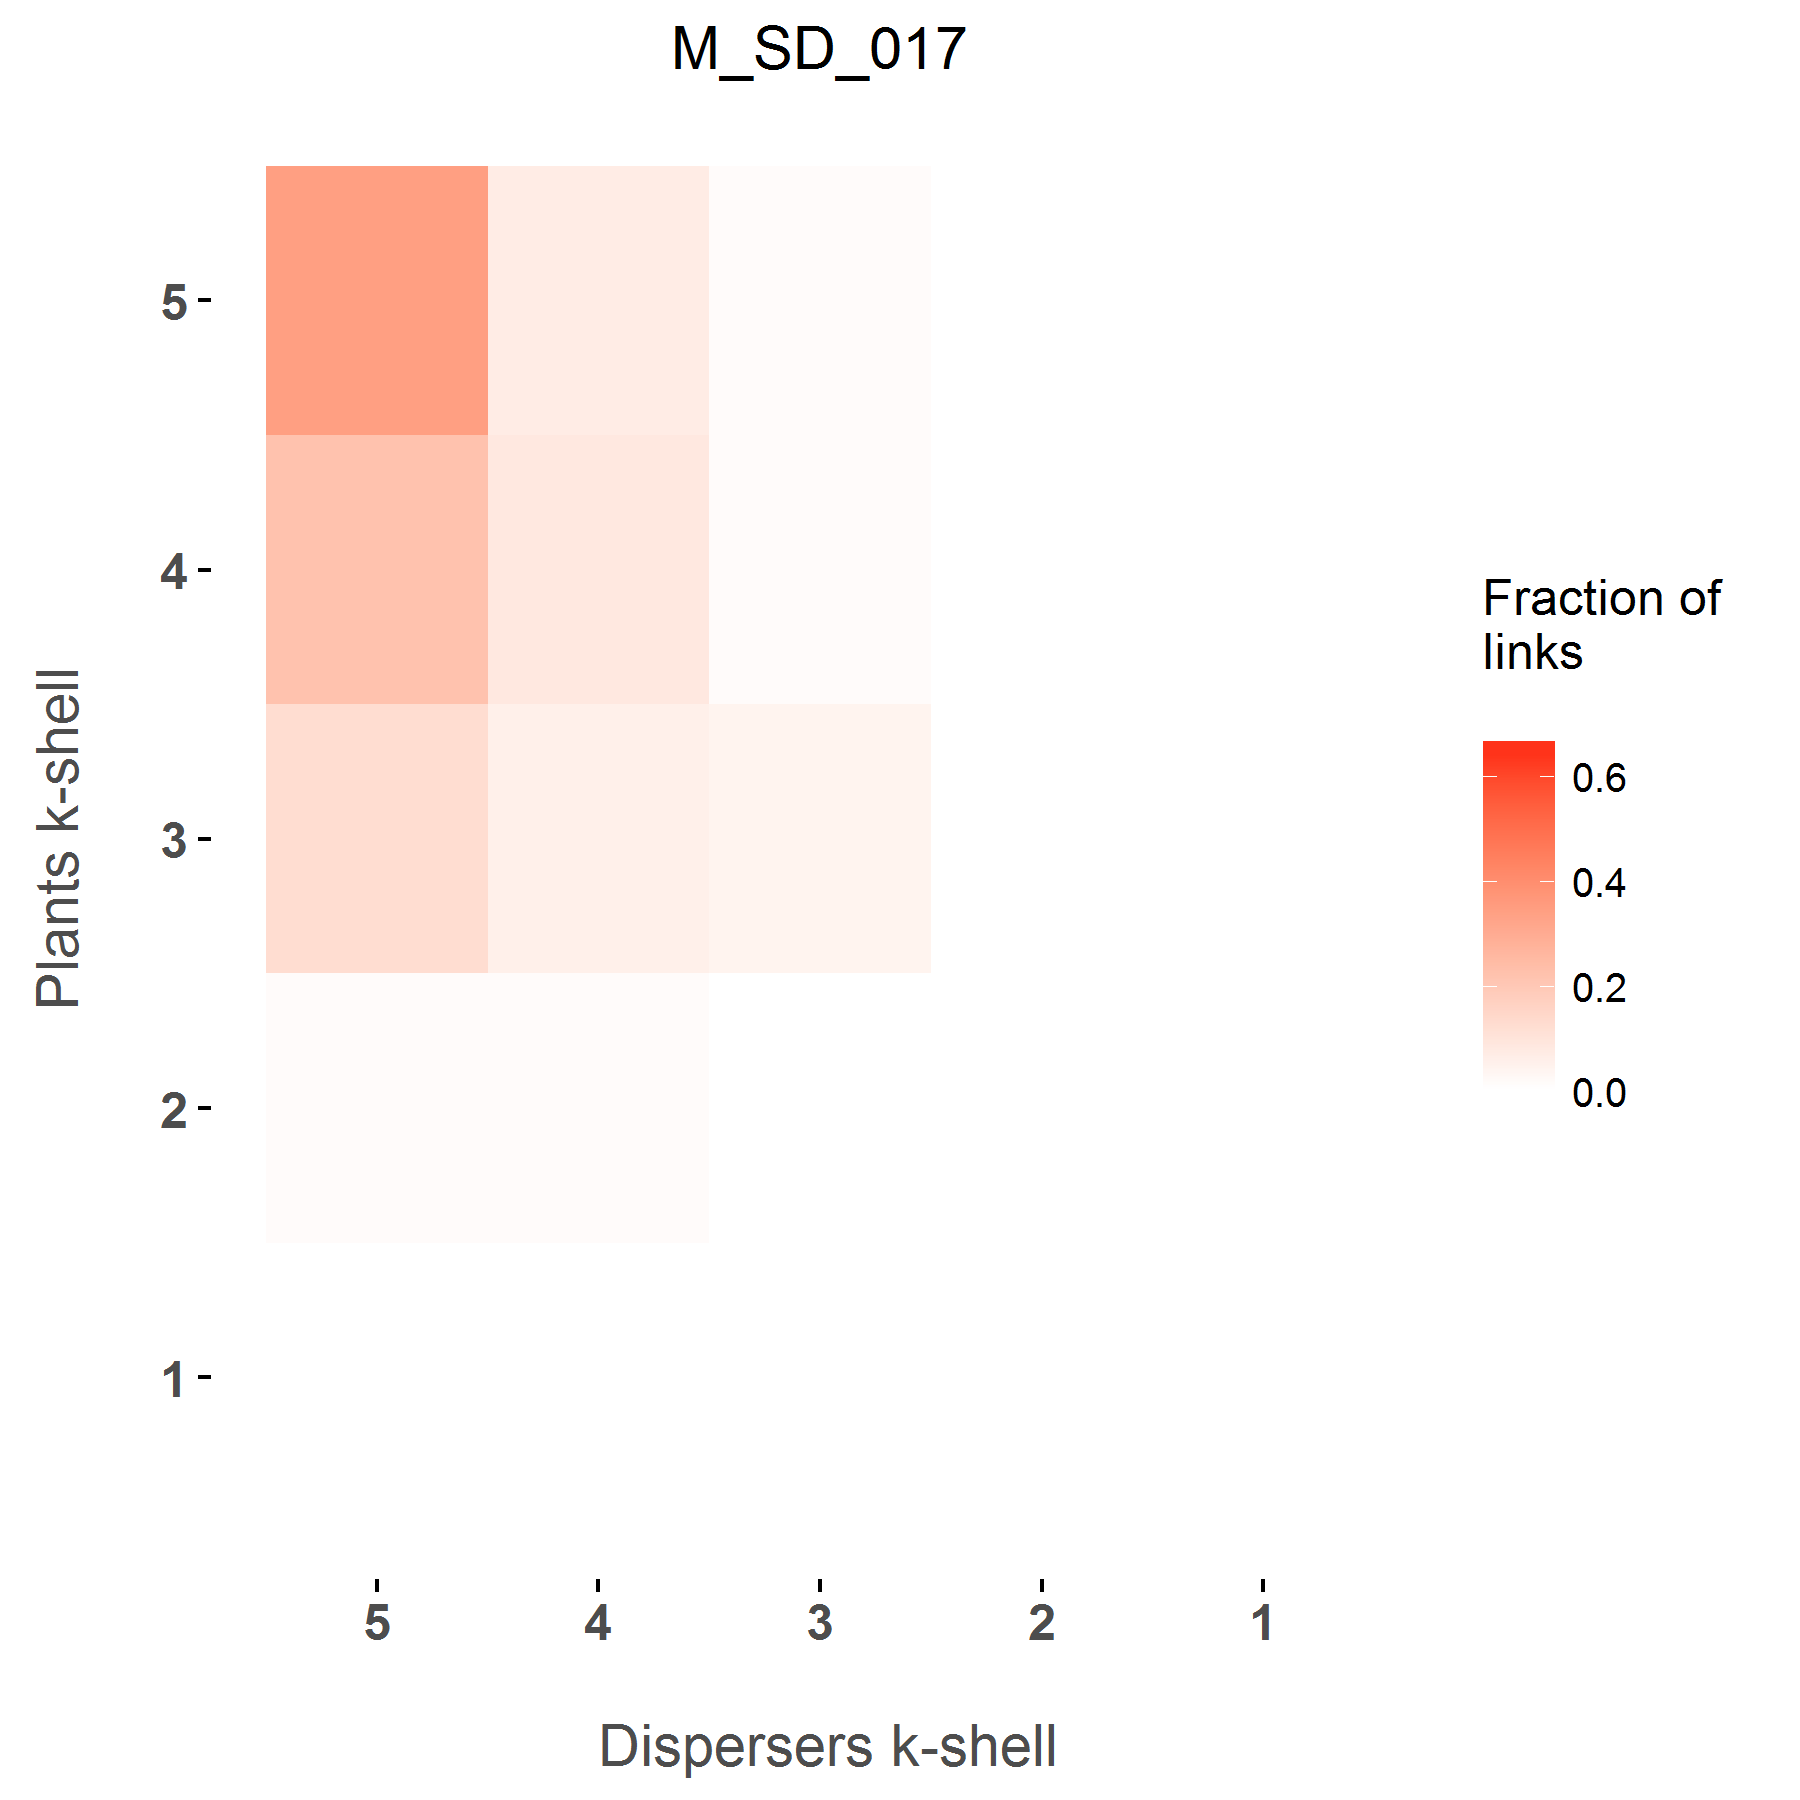 M_SD_017
Plants k-shell
5
4
3
2
1
5 4 3 2 1
Dispersers k-shell
Fraction of
links
0.6
0.4
0.2
0.0